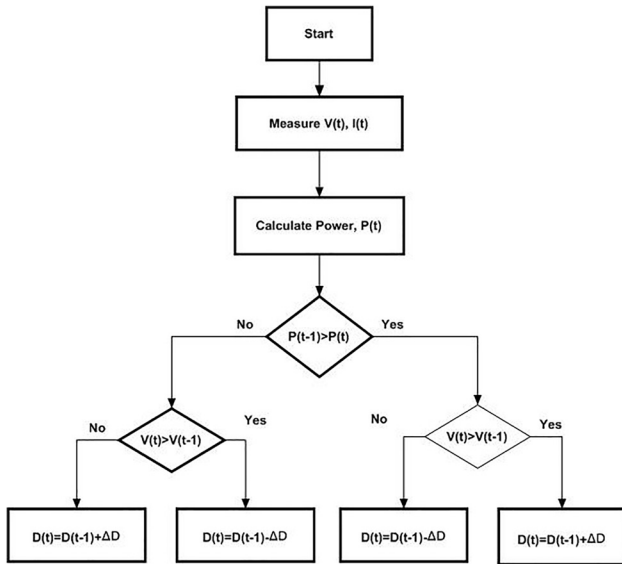 Start
Measure V(t), I(t)
Calculate Power, P(t)
No
P(t-1)>P(t)
Yes
No
V(t)>V(t-1)
Yes
No
V(t)>V(t-1)
Yes
D(t)=D(t-1)+ΔD
D(t)=D(t-1)-ΔD
D(t)=D(t-1)-ΔD
D(t)=D(t-1)+ΔD